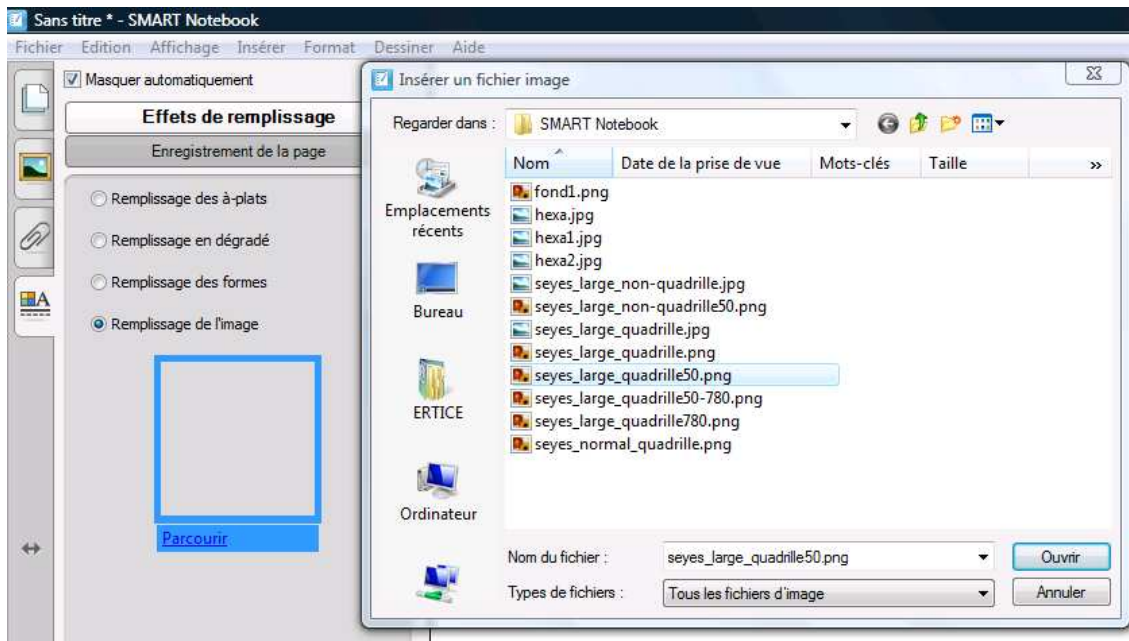 Sans titre * - SMART Notebook
Fichier Edition Affichage Insérer Format Dessiner Aide
Masquer automatiquement
Effets de remplissage
Enregistrement de la page
Remplissage des à-plats
Remplissage en dégradé
Remplissage des formes
Remplissage de l'image
Parcourir
Insérer un fichier image
Regarder dans : SMART Notebook
Emplacements
récents
Bureau
ERTICE
Ordinateur
Nom Date de la prise de vue Mots-clés Taille »
fond1.png
hexa.jpg
hexa1.jpg
hexa2.jpg
seyes_large_non-quadrille.jpg
seyes_large_non-quadrille50.png
seyes_large_quadrille.jpg
seyes_large_quadrille.png
seyes_large_quadrille50.png
seyes_large_quadrille50-780.png
seyes_large_quadrille780.png
seyes_normal_quadrille.png
Nom du fichier : seyes_large_quadrille50.png Ouvrir
Types de fichiers : Tous les fichiers d'image Annuler